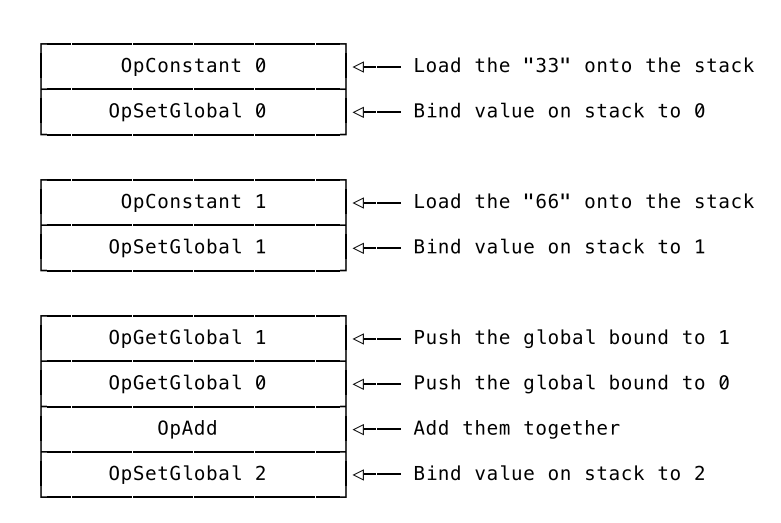 OpConstant 0 Load the "33" onto the stack
OpSetGlobal 0 Bind value on stack to 0
OpConstant 1 Load the "66" onto the stack
OpSetGlobal 1 Bind value on stack to 1
OpGetGlobal 1 Push the global bound to 1
OpGetGlobal 0 Push the global bound to 0
OpAdd Add them together
OpSetGlobal 2 Bind value on stack to 2